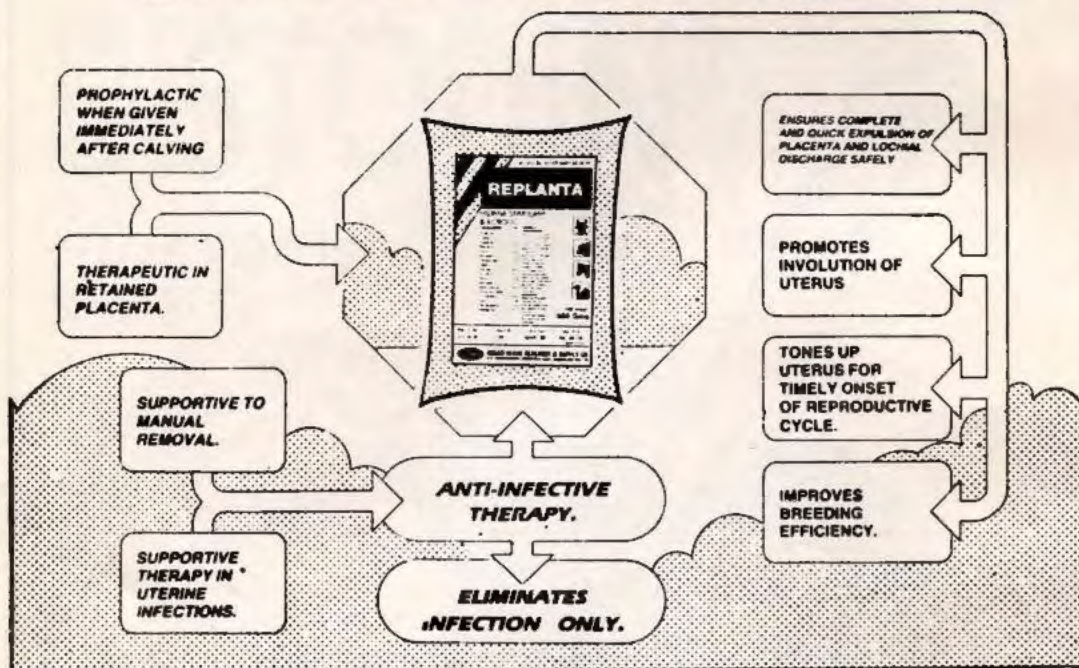 PROPHYLACTIC
WHEN GIVEN
IMMEDIATELY
AFTER CALVING
THERAPEUTIC IN
RETAINED
PLACENTA.
SUPPORTIVE TO
MANUAL
REMOVAL.
SUPPORTIVE
THERAPY IN
UTERINE
INFECTIONS.
REPLANTA
ANTI-INFECTIVE
THERAPY.
ELIMINATES
INFECTION ONLY.
ENSURES COMPLETE
AND QUICK EXPULSION OF
PLACENTA AND LOCHIAL
DISCHARGE SAFELY
PROMOTES
INVOLUTION OF
UTERUS
TONES UP
UTERUS FOR
TIMELY ONSET
OF REPRODUCTIVE
CYCLE.
IMPROVES
BREEDING
EFFICIENCY.